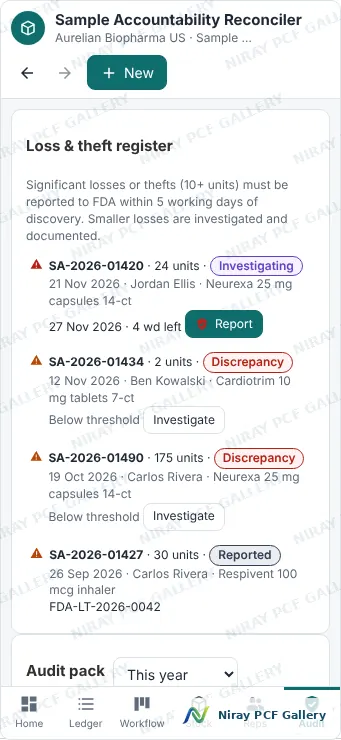 Sample Accountability Reconciler
Aurelian Biopharma US · Sample ...
New
Loss & theft register
Significant losses or thefts (10+ units) must be
reported to FDA within 5 working days of
discovery. Smaller losses are investigated and
documented.
SA-2026-01420 · 24 units · Investigating
21 Nov 2026 · Jordan Ellis · Neurexa 25 mg
capsules 14-ct
27 Nov 2026 · 4 wd left Report
SA-2026-01434 · 2 units · Discrepancy
12 Nov 2026 · Ben Kowalski · Cardiotrim 10
mg tablets 7-ct
Below threshold Investigate
SA-2026-01490 · 175 units · Discrepancy
19 Oct 2026 · Carlos Rivera · Neurexa 25 mg
capsules 14-ct
Below threshold Investigate
SA-2026-01427 · 30 units · Reported
26 Sep 2026 · Carlos Rivera · Respivent 100
mcg inhaler
FDA-LT-2026-0042
Audit pack This year
Home Ledger Workflow Stock Reps Audit
Niray PCF Gallery
NIRAY PCF GALLERY